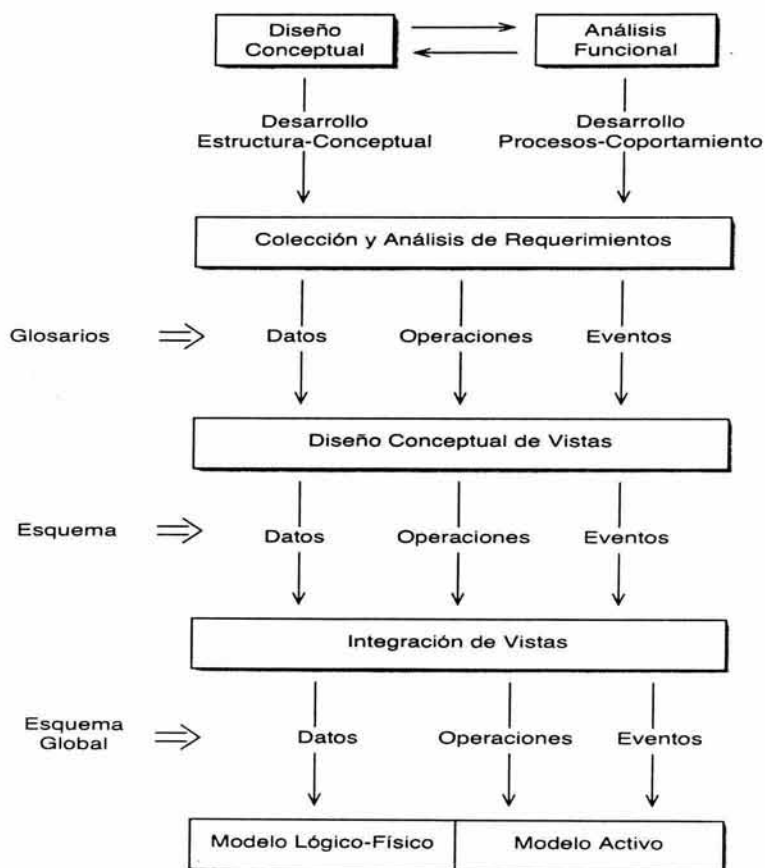 Diseño
Conceptual
Análisis
Funcional
Desarrollo
Estructura-Conceptual
Desarrollo
Procesos-Coportamiento
Colección y Análisis de Requerimientos
Glosarios
Datos
Operaciones
Eventos
Diseño Conceptual de Vistas
Esquema
Datos
Operaciones
Eventos
Integración de Vistas
Esquema
Global
Datos
Operaciones
Eventos
Modelo Lógico-Físico
Modelo Activo